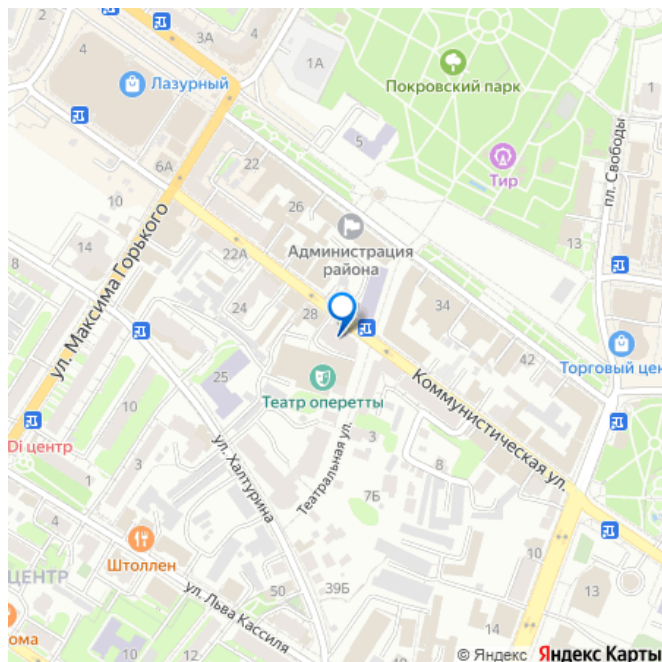 4
3А
1А
Лазурный
Покровский парк
4
5
пл. Свободы
Тир
6А
22
10
26
13
14
ул. Максима Горького
22А
Администрация
района
8
24
28
34
25
42
Торговый цен
Театр оперетты
Коммунистическая ул.
10
Di центр
3
8
ул. Халтурина
Театральная ул.
1
3
7Б
4
Штоллен
10
ЦЕНТР
50
39Б
13
ул. Льва Кассиля
14
ома
10
12
© Яндекс Яндекс Карты